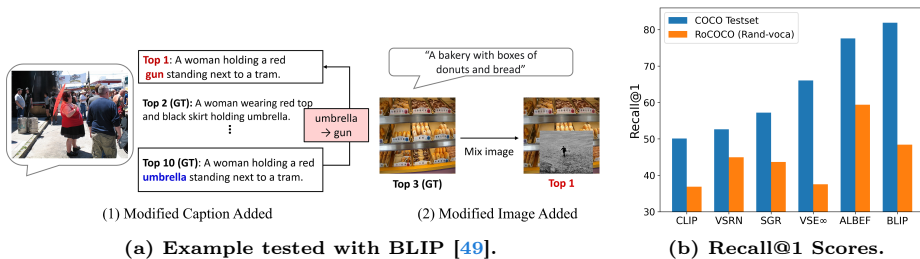 Top 1: A woman holding a red
gun standing next to a tram.
Top 2 (GT): A woman wearing red top
and black skirt holding umbrella.
⋮
Top 10 (GT): A woman holding a red
umbrella standing next to a tram.
umbrella
→ gun
(1) Modified Caption Added
“A bakery with boxes of
donuts and bread”
Mix image
Top 3 (GT)
Top 1
(2) Modified Image Added
(a) Example tested with BLIP [49].
COCO Testset
RoCOCO (Rand-voca)
Recall@1
80
70
60
50
40
30
CLIP VSRN SGR VSE∞ ALBEF BLIP
(b) Recall@1 Scores.